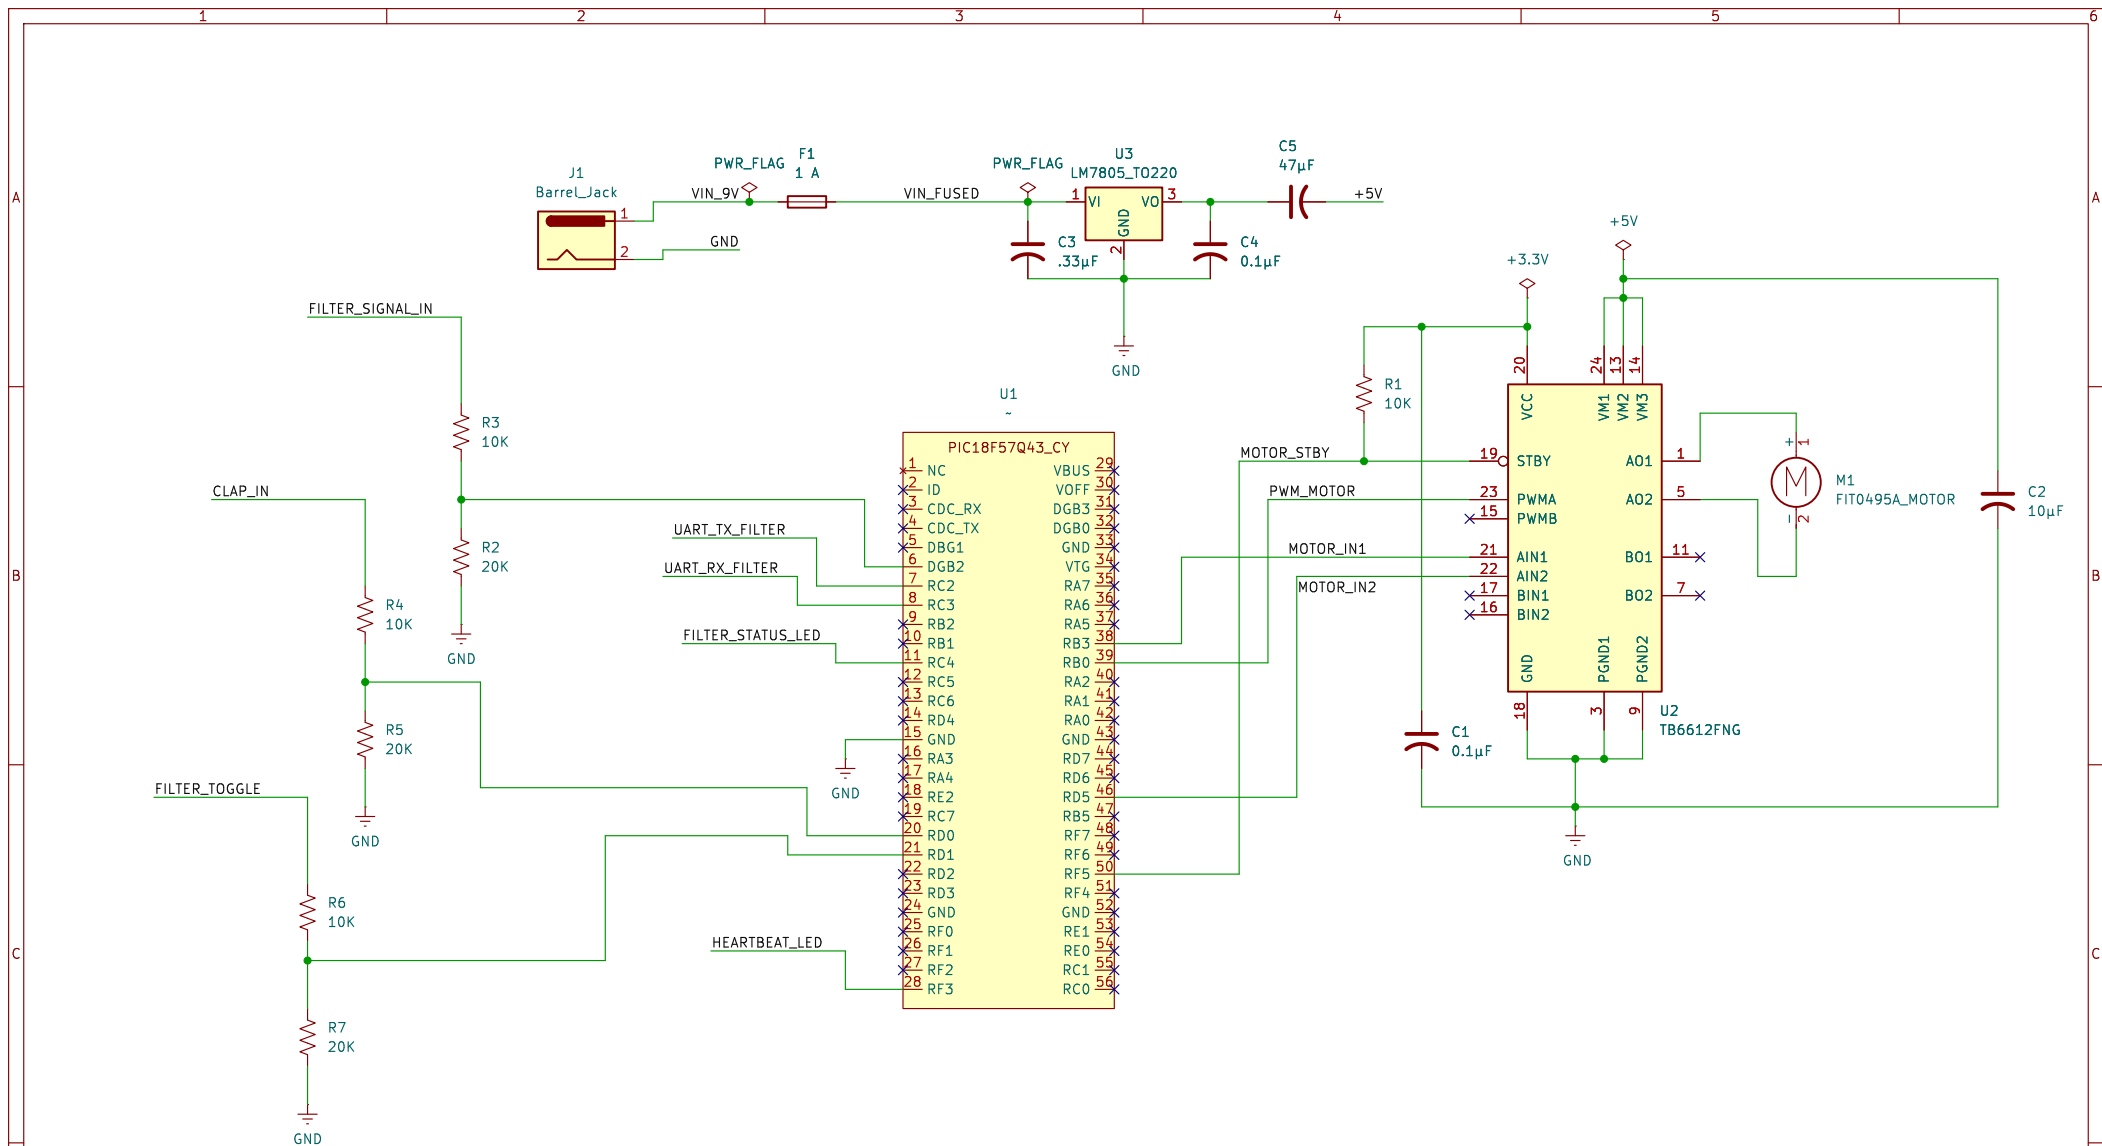 1 2 3 4 5 6
A A
B B
C C
J1
Barrel_Jack
1
2
VIN_9V
GND
PWR_FLAG
F1
1 A
VIN_FUSED
PWR_FLAG
U3
LM7805_TO220
1 VI VO 3
GND
2
C3
.33µF
C4
0.1µF
GND
C5
47µF
+5V
FILTER_SIGNAL_IN
R3
10K
R2
20K
GND
CLAP_IN
R4
10K
R5
20K
GND
FILTER_TOGGLE
R6
10K
R7
20K
GND
UART_TX_FILTER
UART_RX_FILTER
FILTER_STATUS_LED
GND
HEARTBEAT_LED
U1
~
PIC18F57Q43_CY
1 NC VBUS 29
2 ID VOFF 30
3 CDC_RX DGB3 31
4 CDC_TX DGB0 32
5 DBG1 GND 33
6 DGB2 VTG 34
7 RC2 RA7 35
8 RC3 RA6 36
9 RB2 RA5 37
10 RB1 RB3 38
11 RC4 RB0 39
12 RC5 RA2 40
13 RC6 RA1 41
14 RD4 RA0 42
15 GND GND 43
16 RA3 RD7 44
17 RA4 RD6 45
18 RE2 RD5 46
19 RC7 RB5 47
20 RD0 RF7 48
21 RD1 RF6 49
22 RD2 RF5 50
23 RD3 RF4 51
24 GND GND 52
25 RF0 RE1 53
26 RF1 RE0 54
27 RF2 RC1 55
28 RF3 RC0 56
+3.3V
+5V
R1
10K
MOTOR_STBY
PWM_MOTOR
MOTOR_IN1
MOTOR_IN2
20 24 13 14
VCC VM1 VM2 VM3
19 STBY AO1 1
23 PWMA AO2 5
15 PWMB
21 AIN1 BO1 11
22 AIN2
17 BIN1 BO2 7
16 BIN2
GND PGND1 PGND2
18 3 9
U2
TB6612FNG
+ 1
M
- 2
M1
FIT0495A_MOTOR
C2
10µF
C1
0.1µF
GND